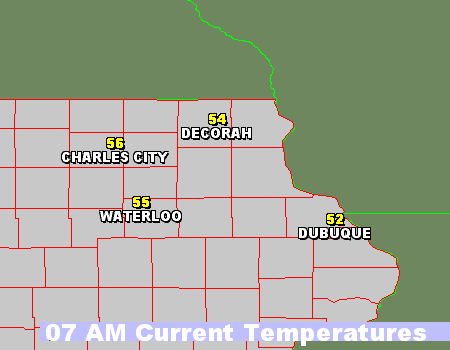 54
DECORAH
56
CHARLES CITY
55
WATERLOO
52
DUBUQUE
07 AM Current Temperatures